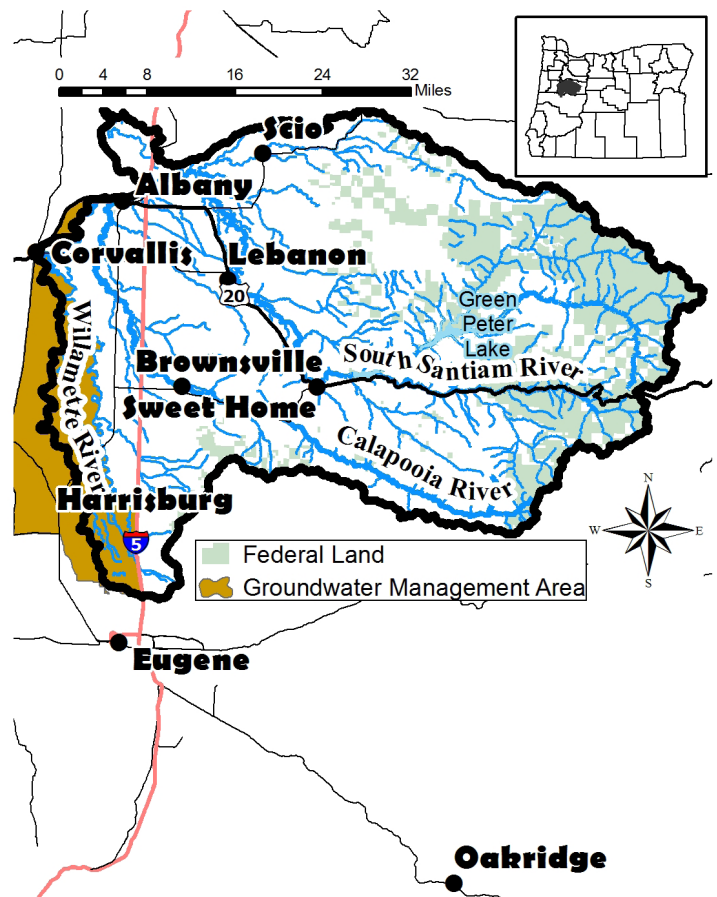 0 4 8 16 24 32
Miles
Scio
Albany
Corvallis
Lebanon
20
Green
Peter
Lake
Willamette River
Brownsville
South Santiam River
Sweet Home
Calapooia River
Harrisburg
5
N
W E
S
Federal Land
Groundwater Management Area
Eugene
Oakridge